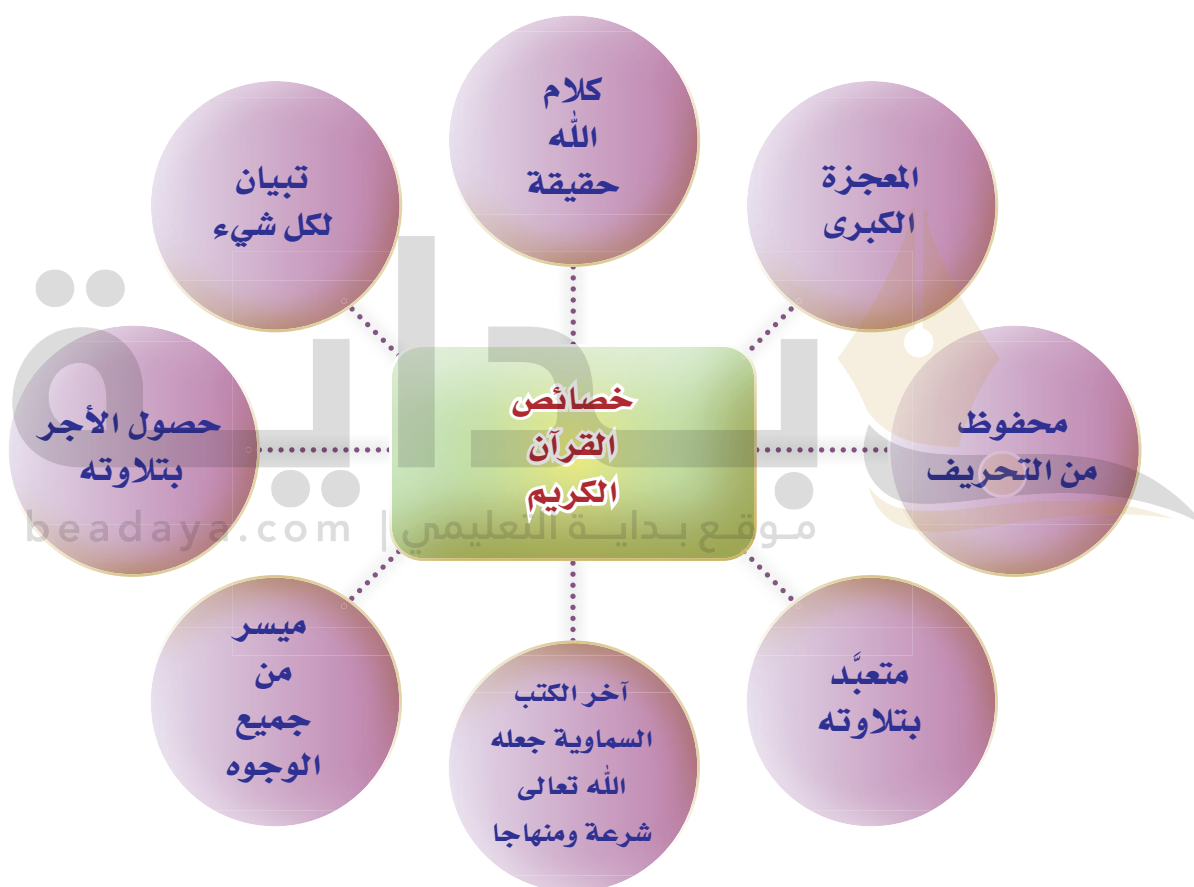 خصائص
القرآن
الكريم
كلام
الله
حقيقة
المعجزة
الكبرى
محفوظ
من التحريف
متعبَّد
بتلاوته
آخر الكتب
السماوية جعله
الله تعالى
شرعة ومنهاجا
ميسر
من
جميع
الوجوه
حصول الأجر
بتلاوته
تبيان
لكل شيء
بداية
موقع بداية التعليمي | beadaya.com